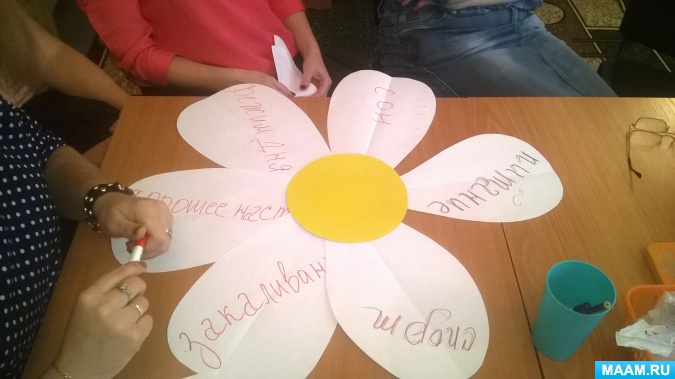 режим дня
сон
питание
спорт
закаливан
хорошее наст
MAAM.RU